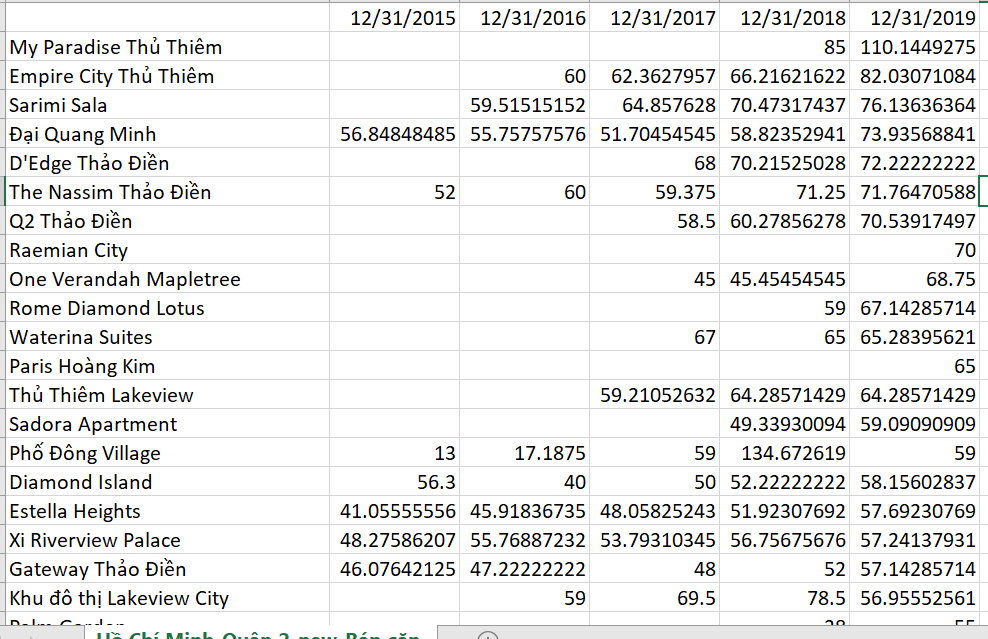 12/31/2015 12/31/2016 12/31/2017 12/31/2018 12/31/2019
My Paradise Thủ Thiêm 85 110.1449275
Empire City Thủ Thiêm 60 62.3627957 66.21621622 82.03071084
Sarimi Sala 59.51515152 64.857628 70.47317437 76.13636364
Đại Quang Minh 56.84848485 55.75757576 51.70454545 58.82352941 73.93568841
D'Edge Thảo Điền 68 70.21525028 72.22222222
The Nassim Thảo Điền 52 60 59.375 71.25 71.76470588
Q2 Thảo Điền 58.5 60.27856278 70.53917497
Raemian City 70
One Verandah Mapletree 45 45.45454545 68.75
Rome Diamond Lotus 59 67.14285714
Waterina Suites 67 65 65.28395621
Paris Hoàng Kim 65
Thủ Thiêm Lakeview 59.21052632 64.28571429 64.28571429
Sadora Apartment 49.33930094 59.09090909
Phố Đông Village 13 17.1875 59 134.672619 59
Diamond Island 56.3 40 50 52.22222222 58.15602837
Estella Heights 41.05555556 45.91836735 48.05825243 51.92307692 57.69230769
Xi Riverview Palace 48.27586207 55.76887232 53.79310345 56.75675676 57.24137931
Gateway Thảo Điền 46.07642125 47.22222222 48 52 57.14285714
Khu đô thị Lakeview City 59 69.5 78.5 56.95552561